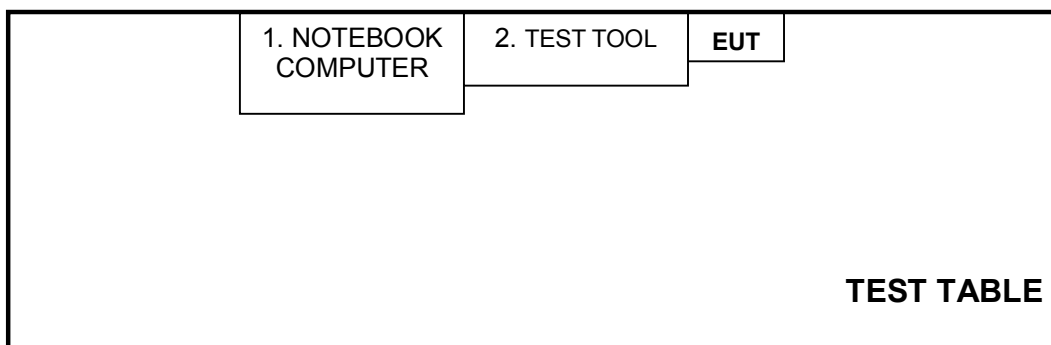 1. NOTEBOOK
COMPUTER
2. TEST TOOL
EUT
TEST TABLE